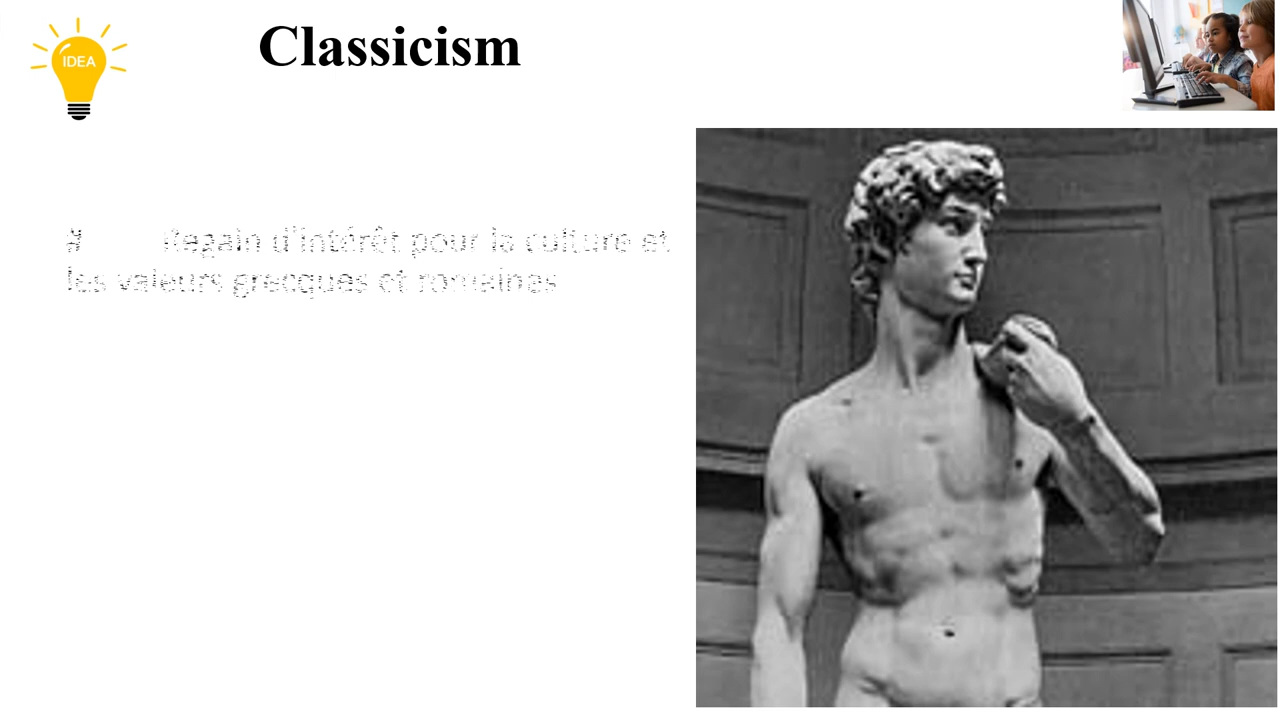 IDEA
Classicism
# Regain d'intérêt pour la culture et
les valeurs grecques et romaines